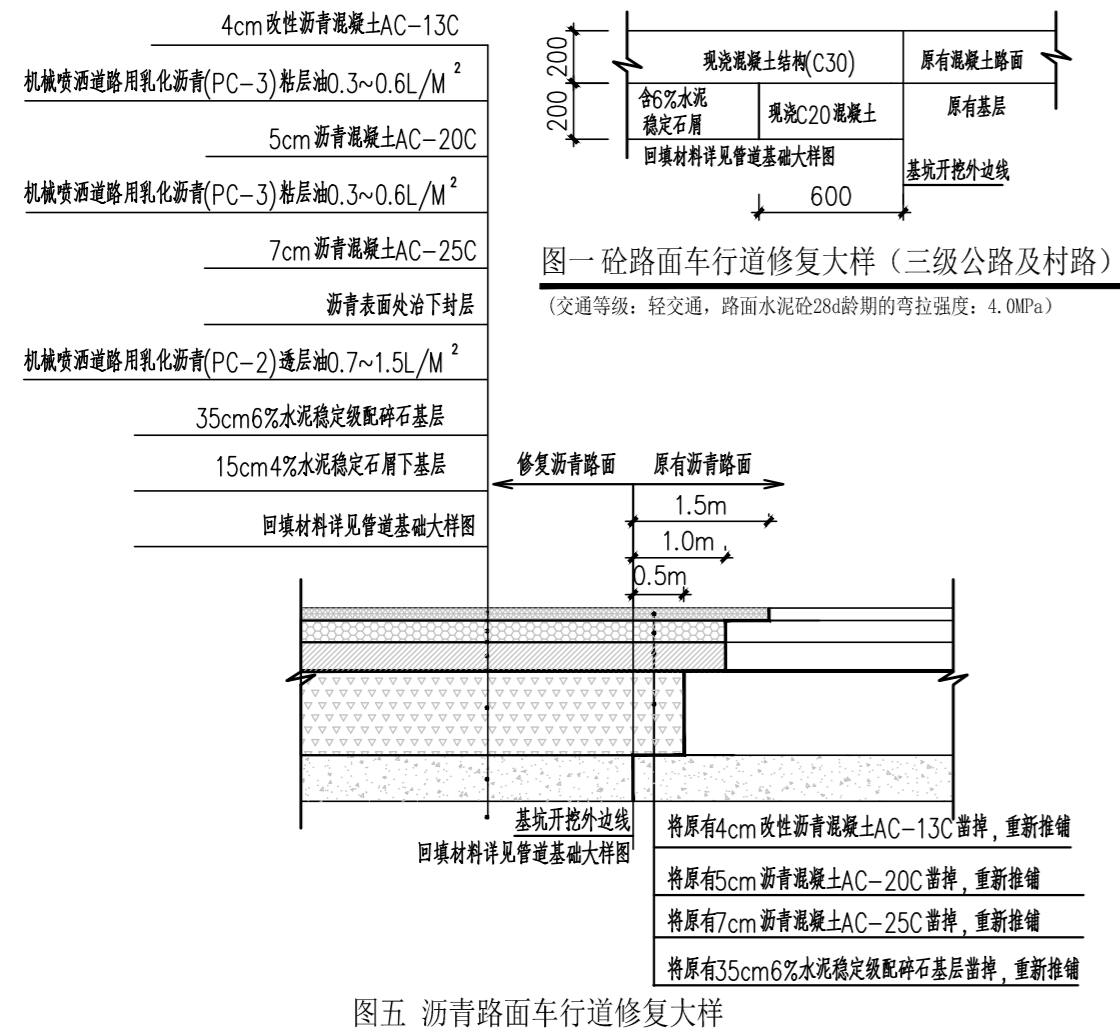 4cm改性沥青混凝土AC-13C
机械喷洒道路用乳化沥青(PC-3)粘层油0.3~0.6L/M²
5cm沥青混凝土AC-20C
机械喷洒道路用乳化沥青(PC-3)粘层油0.3~0.6L/M²
7cm沥青混凝土AC-25C
沥青表面处治下封层
机械喷洒道路用乳化沥青(PC-2)透层油0.7~1.5L/M²
35cm6%水泥稳定级配碎石基层
15cm4%水泥稳定石屑下基层
回填材料详见管道基础大样图
200
200
现浇混凝土结构(C30)
原有混凝土路面
含6%水泥
稳定石屑
现浇C20混凝土
原有基层
回填材料详见管道基础大样图
基坑开挖外边线
600
图一 砼路面车行道修复大样（三级公路及村路）
(交通等级：轻交通，路面水泥砼28d龄期的弯拉强度：4.0MPa)
修复沥青路面
原有沥青路面
1.5m
1.0m
0.5m
基坑开挖外边线
回填材料详见管道基础大样图
将原有4cm改性沥青混凝土AC-13C凿掉,重新推铺
将原有5cm沥青混凝土AC-20C凿掉,重新推铺
将原有7cm沥青混凝土AC-25C凿掉,重新推铺
将原有35cm6%水泥稳定级配碎石基层凿掉,重新推铺
图五 沥青路面车行道修复大样